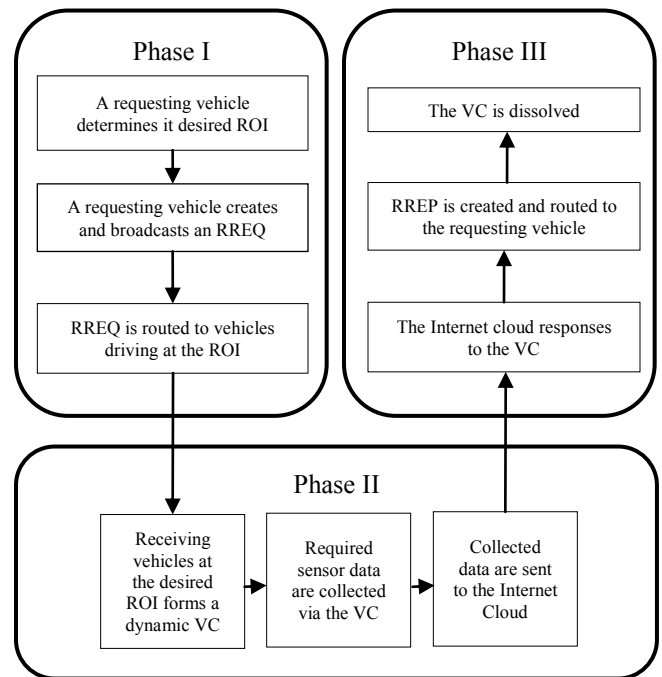 Phase I
A requesting vehicle
determines it desired ROI
A requesting vehicle creates
and broadcasts an RREQ
RREQ is routed to vehicles
driving at the ROI
Phase II
Receiving
vehicles at
the desired
ROI forms a
dynamic VC
Required
sensor data
are collected
via the VC
Collected
data are sent
to the Internet
Cloud
Phase III
The VC is dissolved
RREP is created and routed to
the requesting vehicle
The Internet cloud responses
to the VC